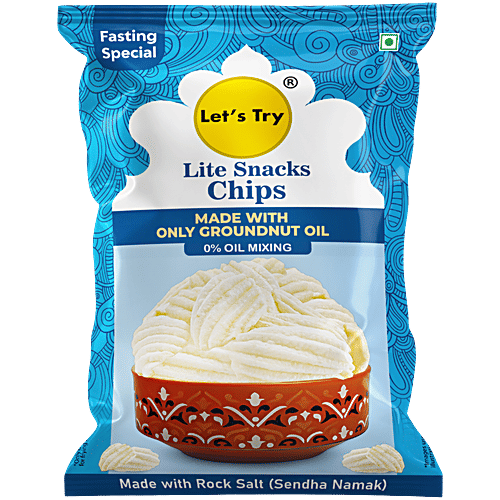 Fasting
Special
®
Let's Try
Lite Snacks
Chips
MADE WITH
ONLY GROUNDNUT OIL
0% OIL MIXING
Made with Rock Salt (Sendha Namak)